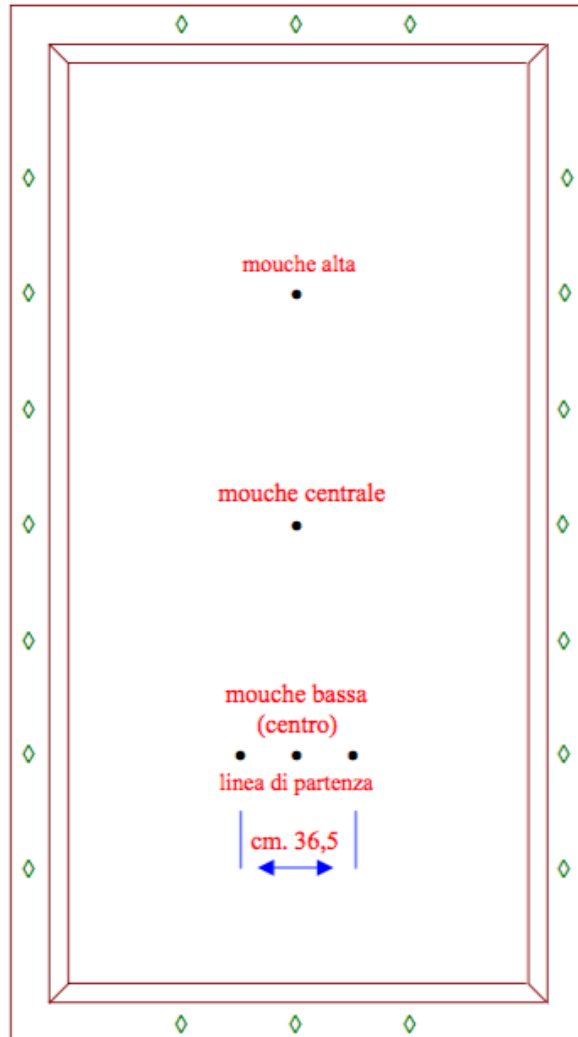 mouche alta
mouche centrale
mouche bassa
(centro)
linea di partenza
cm. 36,5